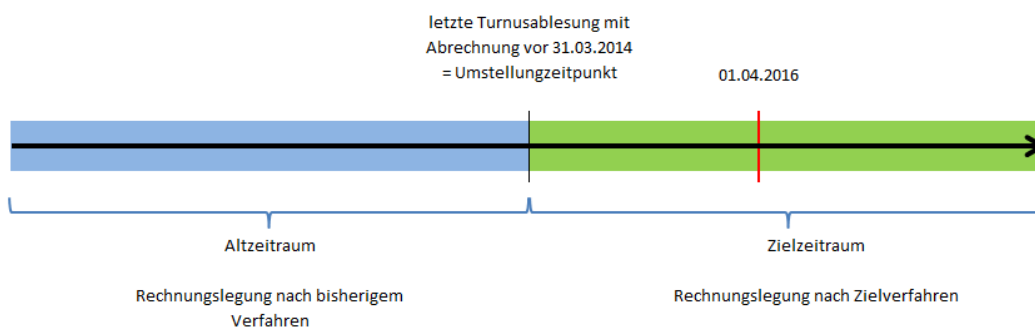 letzte Turnusablesung mit
Abrechnung vor 31.03.2014
= Umstellungzeitpunkt
01.04.2016
Altzeitraum
Zielzeitraum
Rechnungslegung nach bisherigem
Verfahren
Rechnungslegung nach Zielverfahren